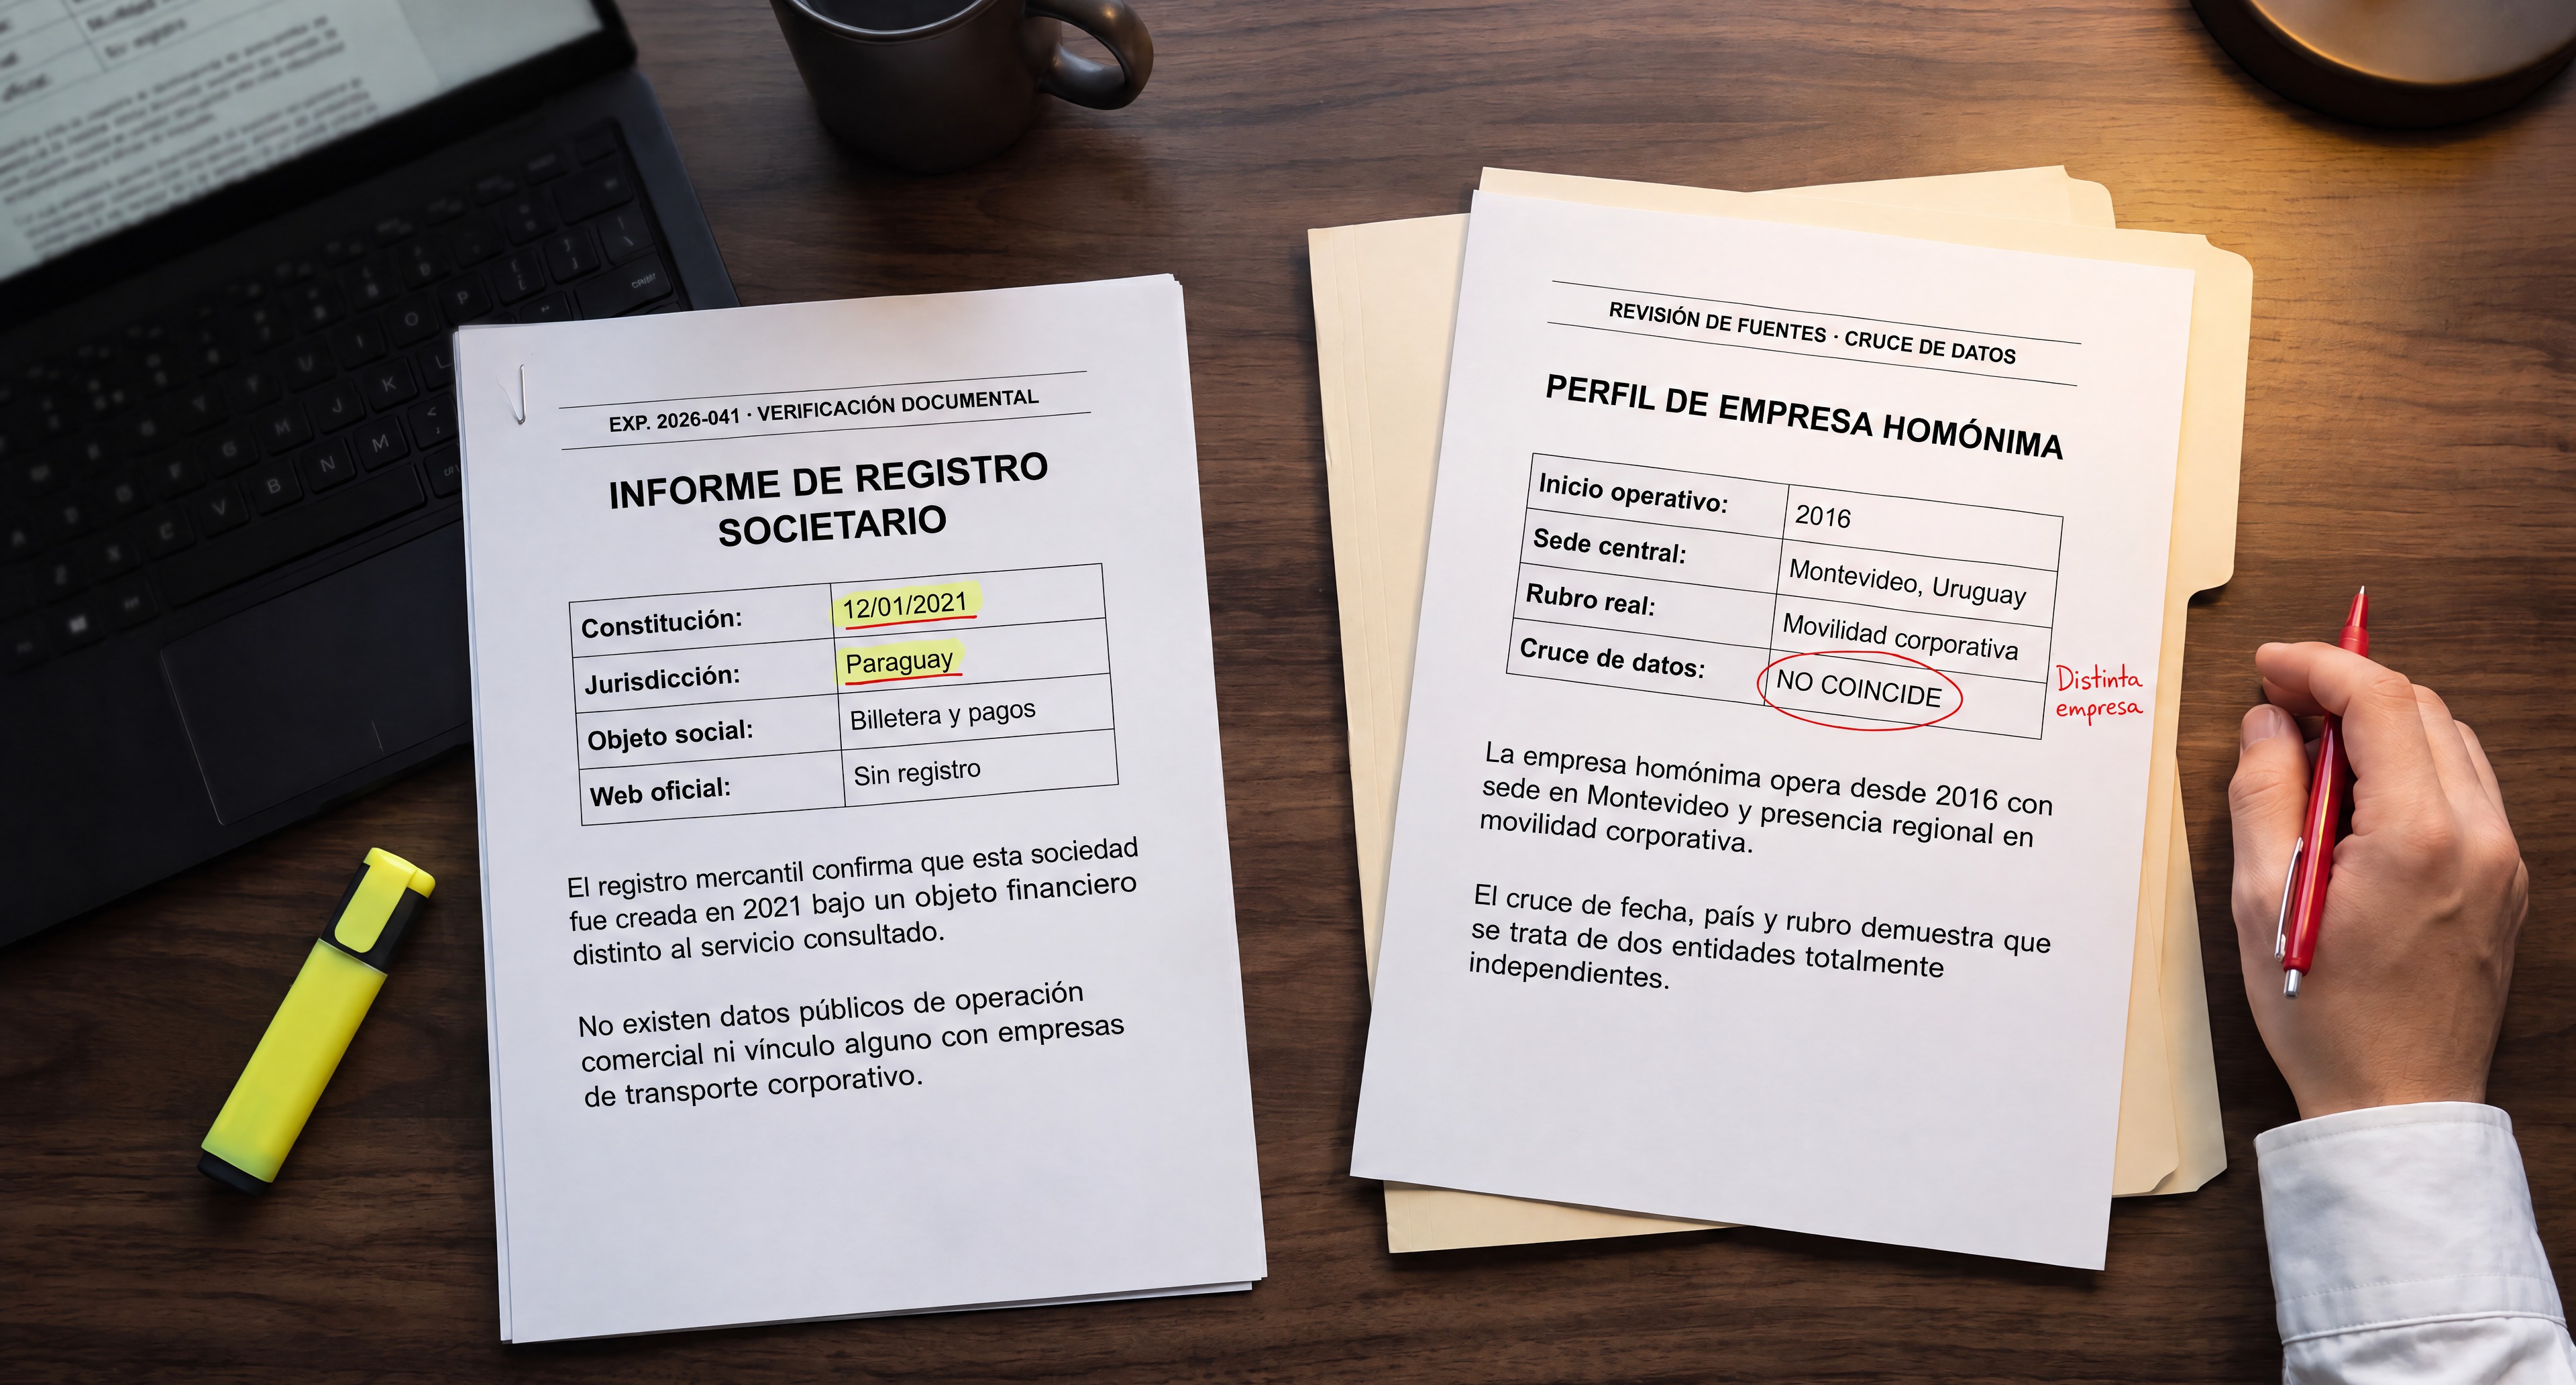 EXP. 2026-041 · VERIFICACIÓN DOCUMENTAL
INFORME DE REGISTRO
SOCIETARIO
Constitución: 12/01/2021
Jurisdicción: Paraguay
Objeto social: Billetera y pagos
Web oficial: Sin registro
El registro mercantil confirma que esta sociedad
fue creada en 2021 bajo un objeto financiero
distinto al servicio consultado.
No existen datos públicos de operación
comercial ni vínculo alguno con empresas
de transporte corporativo.
REVISIÓN DE FUENTES · CRUCE DE DATOS
PERFIL DE EMPRESA HOMÓNIMA
Inicio operativo: 2016
Sede central: Montevideo, Uruguay
Rubro real: Movilidad corporativa
Cruce de datos: NO COINCIDE
Distinta
empresa
La empresa homónima opera desde 2016 con
sede en Montevideo y presencia regional en
movilidad corporativa.
El cruce de fecha, país y rubro demuestra que
se trata de dos entidades totalmente
independientes.